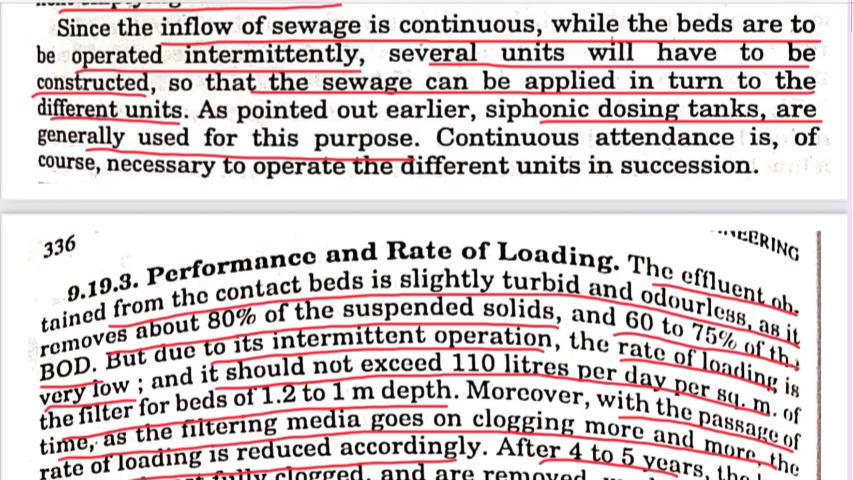 Since the inflow of sewage is continuous, while the beds are to
be operated intermittently, several units will have to be
constructed, so that the sewage can be applied in turn to the
different units. As pointed out earlier, siphonic dosing tanks, are
generally used for this purpose. Continuous attendance is, of
course, necessary to operate the different units in succession.
336
NEERING
9.19.3. Performance and Rate of Loading. The effluent ob-
tained from the contact beds is slightly turbid and odourless, as it
removes about 80% of the suspended solids, and 60 to 75% of th
BOD. But due to its intermittent operation, the rate of loading is
very low ; and it should not exceed 110 litres per day per sq. m. of
the filter for beds of 1.2 to 1 m depth. Moreover, with the passage of
time, as the filtering media goes on clogging more and more, the
rate of loading is reduced accordingly. After 4 to 5 years, the
fully clogged, and are removed,